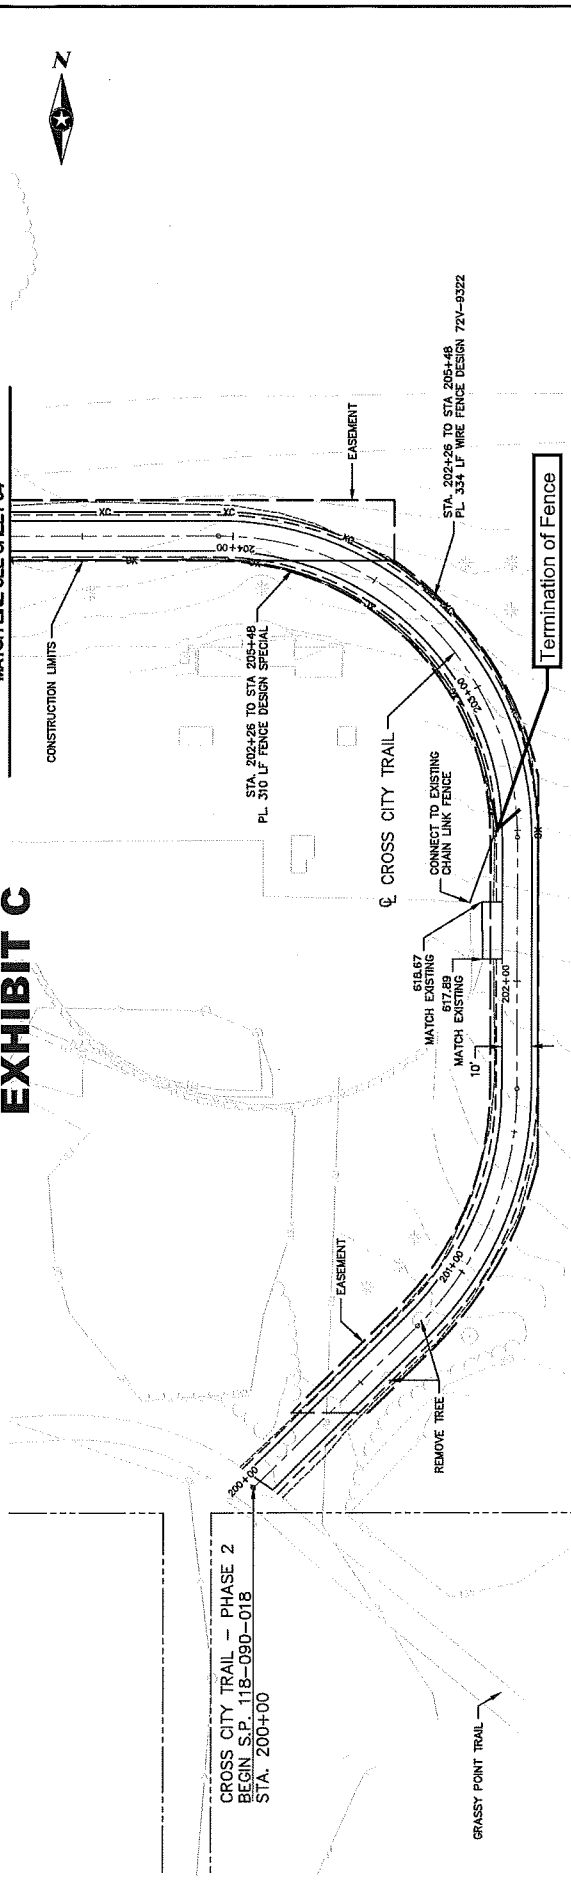 N
EXHIBIT C
CONSTRUCTION LIMITS
EASEMENT
STA. 202+26 TO STA 205+48
PL. 334 LF WIRE FENCE DESIGN 72V-9322
204+00
STA. 202+26 TO STA 205+48
PL. 310 LF FENCE DESIGN SPECIAL
203+00
Termination of Fence
℄ CROSS CITY TRAIL
CONNECT TO EXISTING
CHAIN LINK FENCE
618.67
MATCH EXISTING
617.89
MATCH EXISTING
202+00
10'
201+00
EASEMENT
REMOVE TREE
200+00
CROSS CITY TRAIL – PHASE 2
BEGIN S.P. 118-090-018
STA. 200+00
GRASSY POINT TRAIL